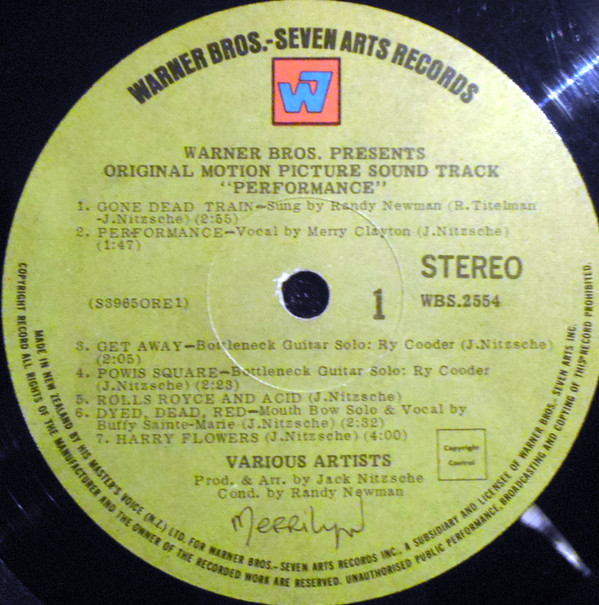 WARNER BROS.-SEVEN ARTS RECORDS
W7
WARNER BROS. PRESENTS
ORIGINAL MOTION PICTURE SOUND TRACK
"PERFORMANCE"
1. GONE DEAD TRAIN—Sung by Randy Newman (R. Titelman
-J.Nitzsche) (2:55)
2. PERFORMANCE—Vocal by Merry Clayton (J.Nitzsche)
(1:47)
STEREO
(S3965ORE1)
1
WBS.2554
3. GET AWAY—Bottleneck Guitar Solo: Ry Cooder (J.Nitzsche)
(2:05)
4. POWIS SQUARE—Bottleneck Guitar Solo: Ry Cooder
(J.Nitzsche) (2:23)
5. ROLLS ROYCE AND ACID (J.Nitzsche)
6. DYED, DEAD, RED—Mouth Bow Solo & Vocal by
Buffy Sainte-Marie (J.Nitzsche) (2:32)
7. HARRY FLOWERS (J.Nitzsche) (4:00)
Copyright
Control
VARIOUS ARTISTS
Prod. & Arr. by Jack Nitzsche
Cond. by Randy Newman
Merrilyn
MADE IN NEW ZEALAND BY HIS MASTER'S VOICE (N.Z.) LTD. FOR WARNER BROS.-SEVEN ARTS RECORDS INC., A SUBSIDIARY AND LICENSEE OF WARNER BROS.-SEVEN ARTS INC.
COPYRIGHT RECORD ALL RIGHTS OF THE MANUFACTURER AND THE OWNER OF THE RECORDED WORK ARE RESERVED. UNAUTHORISED PUBLIC PERFORMANCE, BROADCASTING AND COPYING OF THIS RECORD PROHIBITED.